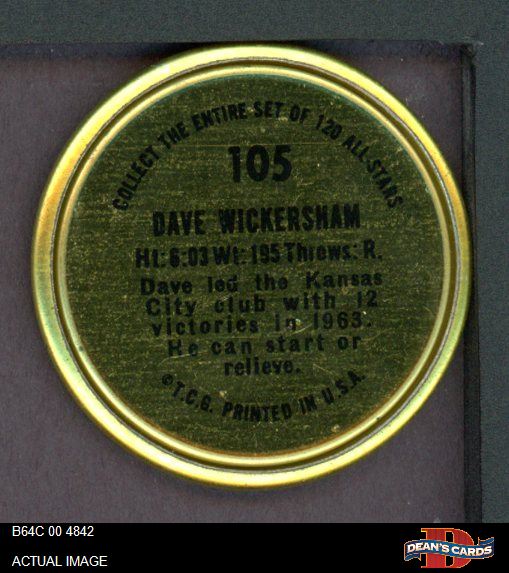 COLLECT THE ENTIRE SET OF 120 ALL-STARS
105
DAVE WICKERSHAM
Ht: 6:03 Wt: 195 Throws: R.
Dave led the Kansas
City club with 12
victories in 1963.
He can start or
relieve.
©T.C.G. PRINTED IN U.S.A.
B64C 00 4842
ACTUAL IMAGE
D
DEAN'S CARDS